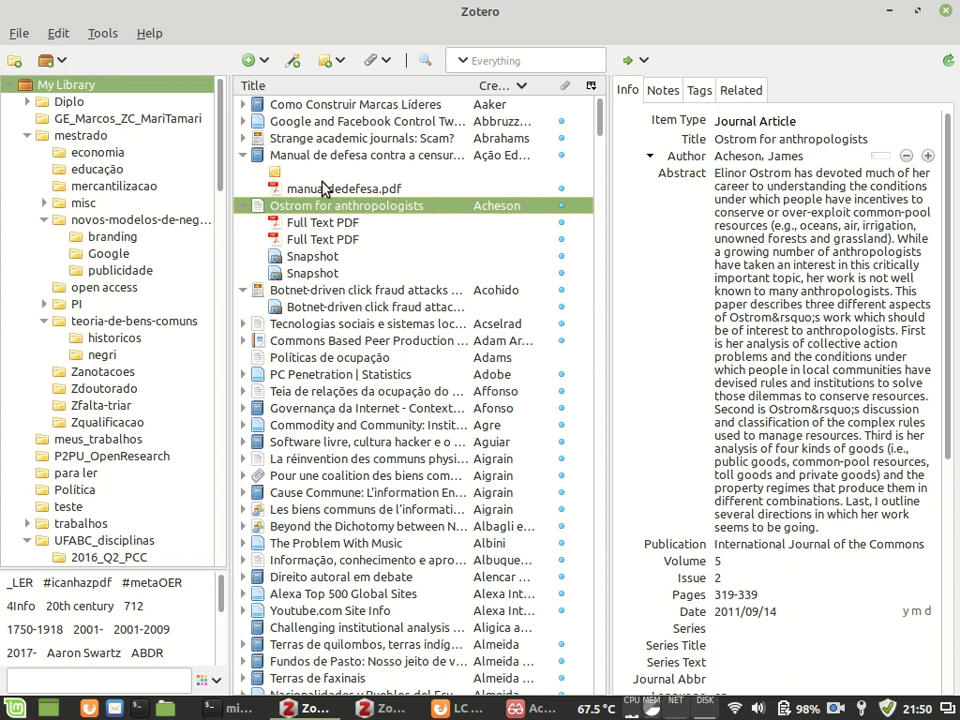 Zotero
File Edit Tools Help
Everything
My Library
Diplo
GE_Marcos_ZC_MariTamari
mestrado
economia
educação
mercantilizacao
misc
novos-modelos-de-neg...
branding
Google
publicidade
open access
PI
teoria-de-bens-comuns
historicos
negri
Zanotacoes
Zdoutorado
Zfalta-triar
Zqualificacao
meus_trabalhos
P2PU_OpenResearch
para ler
Política
teste
trabalhos
UFABC_disciplinas
2016_Q2_PCC
_LER #icanhazpdf #metaOER
4Info 20th century 712
1750-1918 2001- 2001-2009
2017- Aaron Swartz ABDR
Title Cre...
Como Construir Marcas Líderes Aaker
Google and Facebook Control Tw... Abbruzz...
Strange academic journals: Scam? Abrahams
Manual de defesa contra a censur... Ação Ed...
manualdedefesa.pdf
Ostrom for anthropologists Acheson
Full Text PDF
Full Text PDF
Snapshot
Snapshot
Botnet-driven click fraud attacks ... Acohido
Botnet-driven click fraud attac...
Tecnologias sociais e sistemas loc... Acselrad
Commons Based Peer Production ... Adam Ar...
Políticas de ocupação Adams
PC Penetration | Statistics Adobe
Teia de relações da ocupação do ... Affonso
Governança da Internet - Context... Afonso
Commodity and Community: Insti... Agre
Software livre, cultura hacker e o ... Aguiar
La réinvention des communs physi... Aigrain
Pour une coalition des biens com... Aigrain
Cause Commune: L'information En... Aigrain
Les biens communs de l'informati... Aigrain
Beyond the Dichotomy between N... Albagli e...
The Problem With Music Albini
Informação, conhecimento e apro... Albuque...
Direito autoral em debate Alencar ...
Alexa Top 500 Global Sites Alexa Int...
Youtube.com Site Info Alexa Int...
Challenging institutional analysis ... Aligica a...
Terras de quilombos, terras indíg... Almeida
Fundos de Pasto: Nosso jeito de v... Almeida
Terras de faxinais Almeida
Nacionalidades y Pueblos del Ecu... Almeida
Info Notes Tags Related
Item Type Journal Article
Title Ostrom for anthropologists
Author Acheson, James
Abstract Elinor Ostrom has devoted much of her
career to understanding the conditions
under which people have incentives to
conserve or over-exploit common-pool
resources (e.g., oceans, air, irrigation,
unowned forests and grassland). While
a growing number of anthropologists
have taken an interest in this critically
important topic, her work is not well
known to many anthropologists. This
paper describes three different aspects
of Ostrom&rsquo;s work which should
be of interest to anthropologists. First
is her analysis of collective action
problems and the conditions under
which people in local communities have
devised rules and institutions to solve
those dilemmas to conserve resources.
Second is Ostrom&rsquo;s discussion
and classification of the complex rules
used to manage resources. Third is her
analysis of four kinds of goods (i.e.,
public goods, common-pool resources,
toll goods and private goods) and the
property regimes that produce them in
different combinations. Last, I outline
several directions in which her work
seems to be going.
Publication International Journal of the Commons
Volume 5
Issue 2
Pages 319-339
Date 2011/09/14 y m d
Series
Series Title
Series Text
Journal Abbr
mi... Zo... Zo... LC ... Ac... 67.5 °C CPU MEM NET DISK 98% 21:50